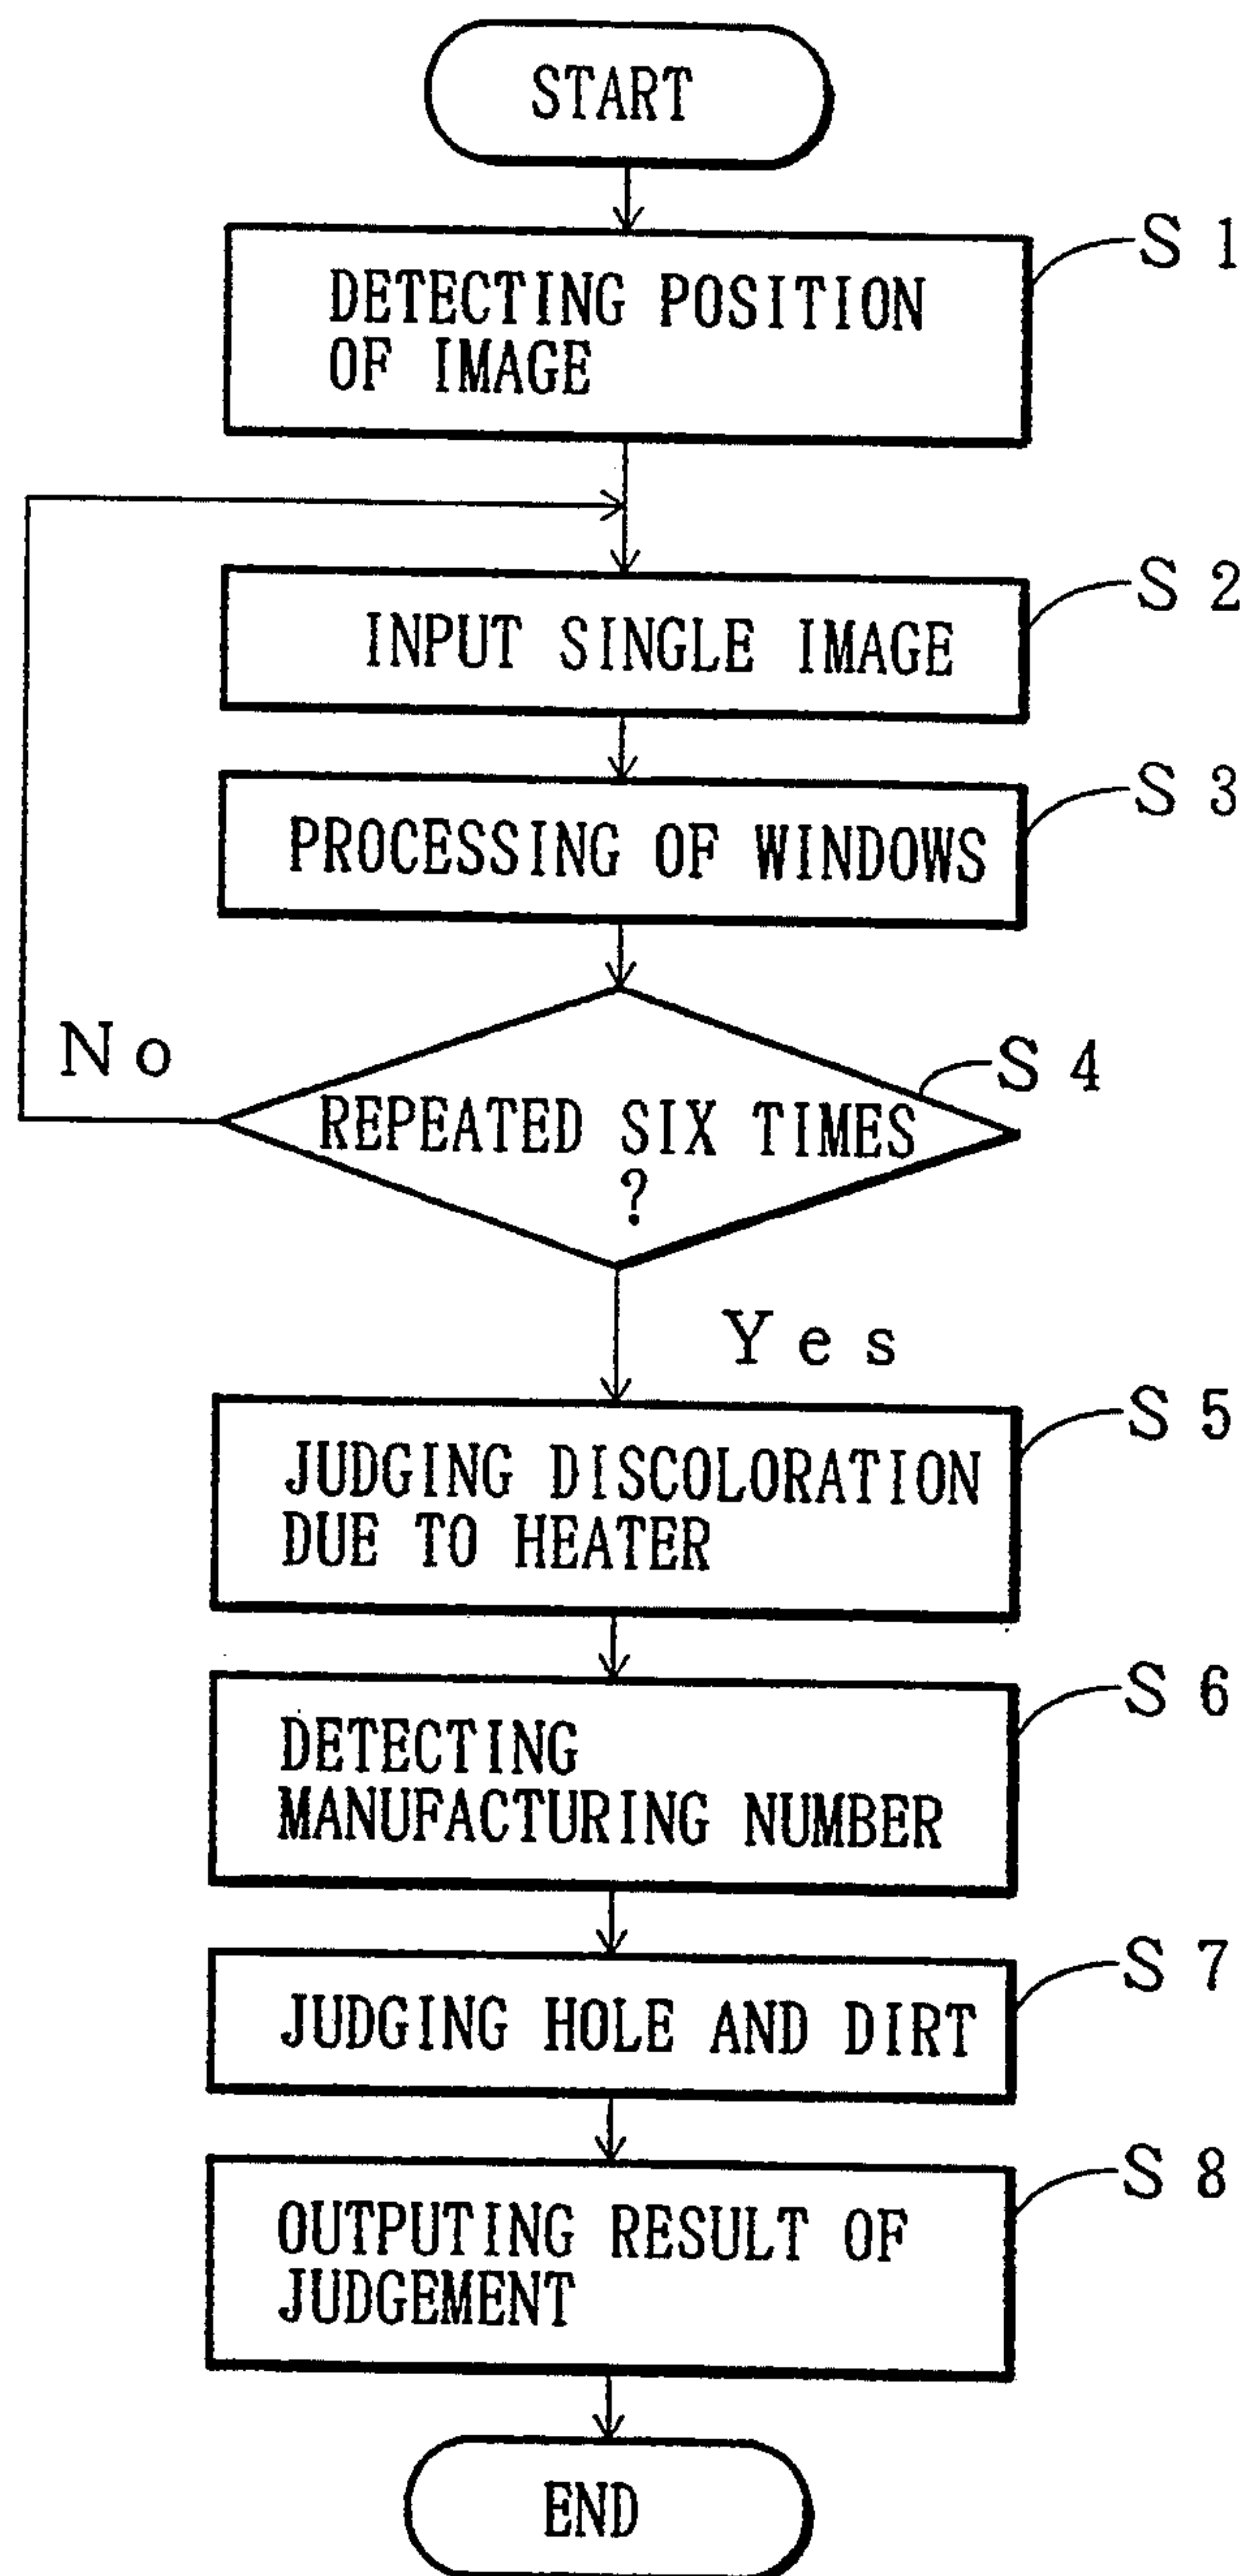 START
S 1
DETECTING POSITION
OF IMAGE
S 2
INPUT SINGLE IMAGE
S 3
PROCESSING OF WINDOWS
No
S 4
REPEATED SIX TIMES
?
Yes
S 5
JUDGING DISCOLORATION
DUE TO HEATER
S 6
DETECTING
MANUFACTURING NUMBER
S 7
JUDGING HOLE AND DIRT
S 8
OUTPUTING RESULT OF
JUDGEMENT
END